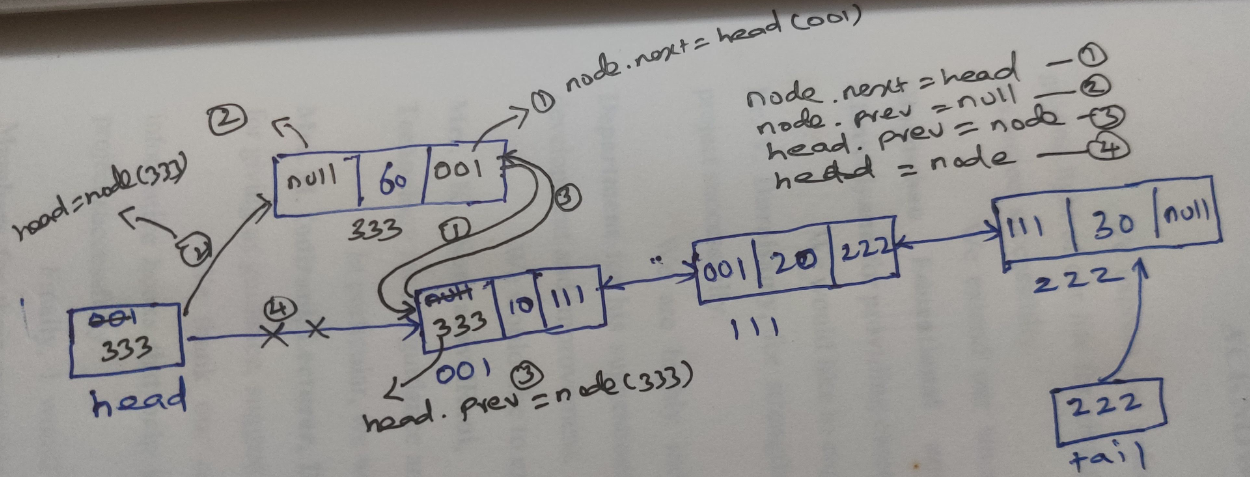 ① node.next=head(001)
node.next=head —①
node.prev=null —②
head.prev=node —③
head = node —④
②
head=node(333)
null 60 001
333
④
①
③
111 30 null
222
001 20 222
111
④
001
333
head
null
333 10 111
001
③
head.prev=node(333)
222
tail